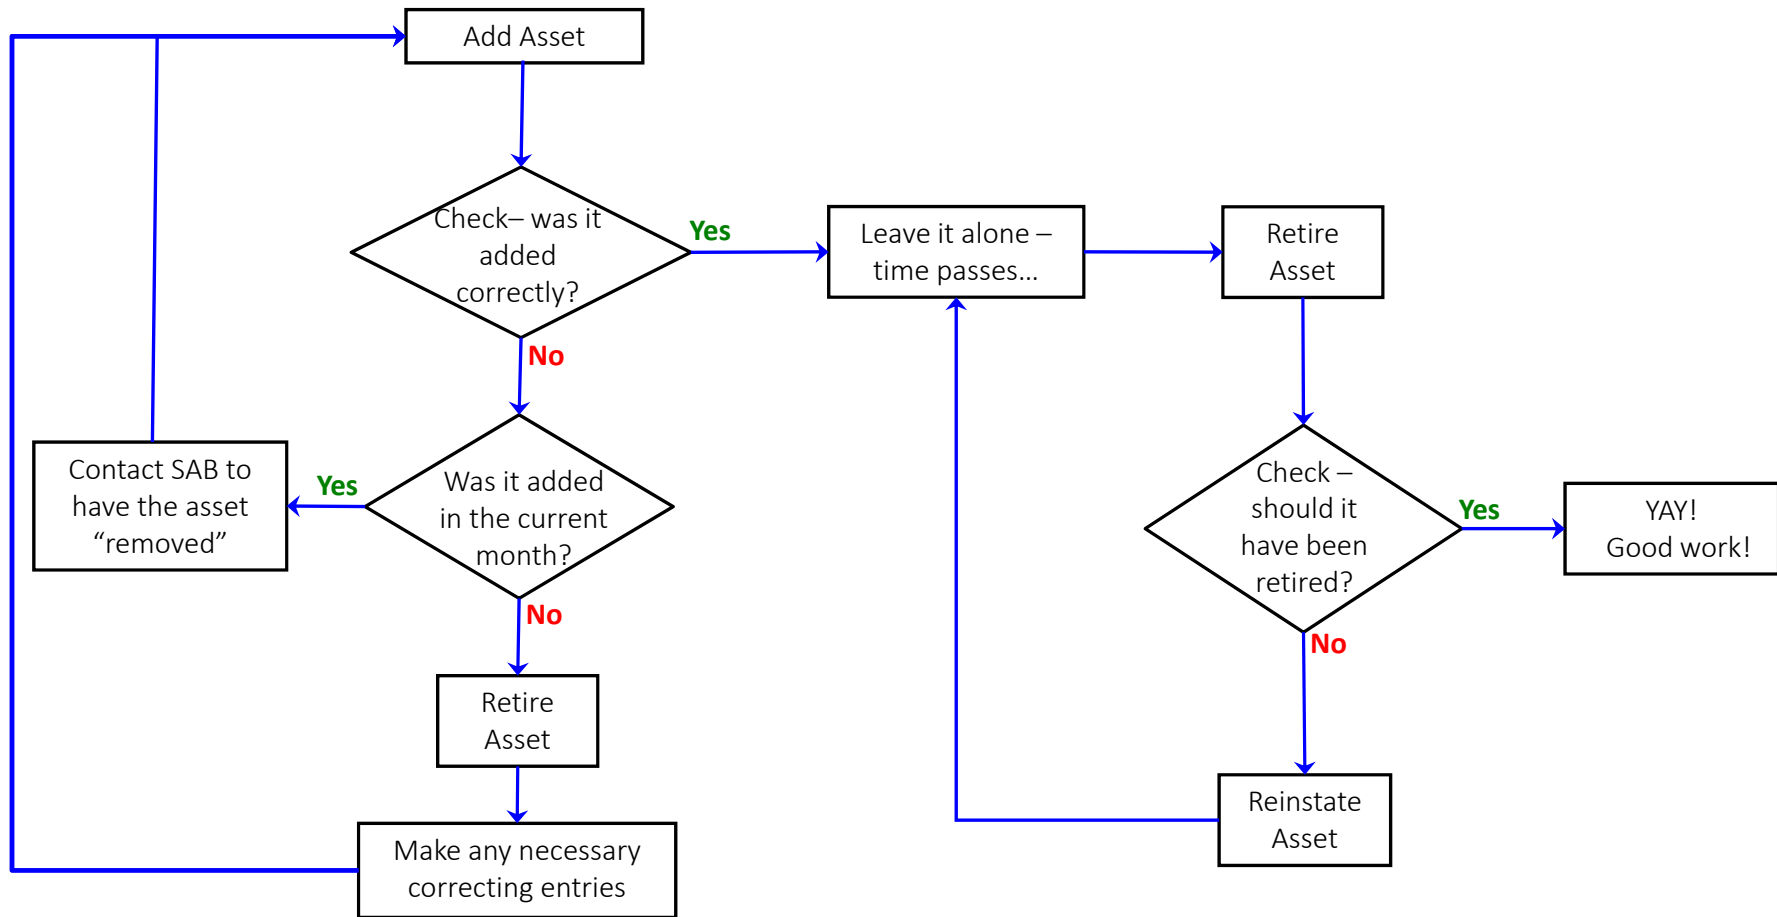 Add Asset
Check– was it
added
correctly?
Yes
No
Leave it alone –
time passes...
Retire
Asset
Was it added
in the current
month?
Yes
No
Contact SAB to
have the asset
“removed”
Retire
Asset
Make any necessary
correcting entries
Check –
should it
have been
retired?
Yes
No
YAY!
Good work!
Reinstate
Asset